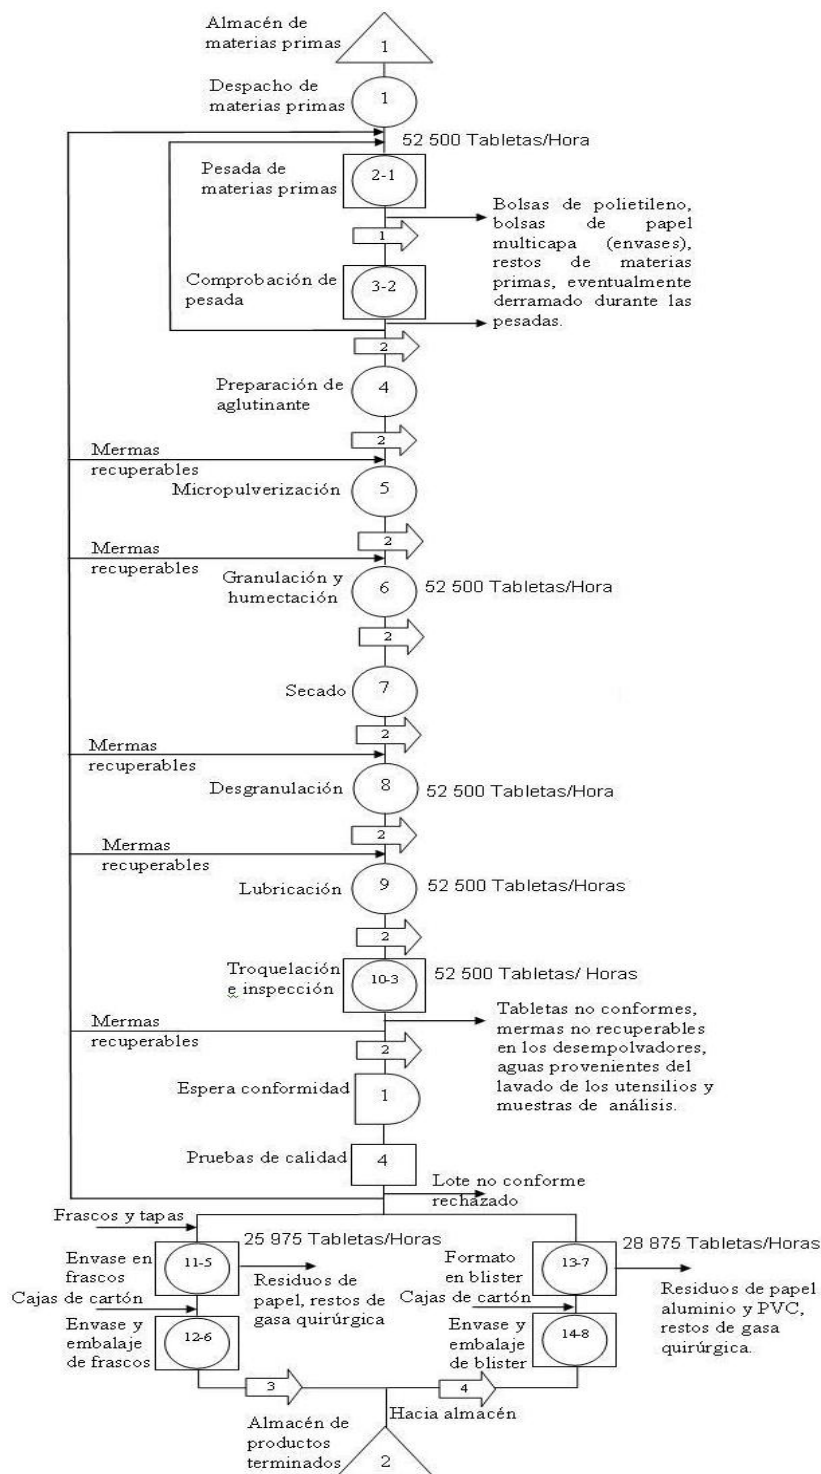 Almacén de
materias primas
1
Despacho de
materias primas
1
52 500 Tabletas/Hora
Pesada de
materias primas
2-1
Bolsas de polietileno,
bolsas de papel
multicapa (envases),
restos de materias
primas, eventualmente
derramado durante las
pesadas.
1
Comprobación de
pesada
3-2
2
Preparación de
aglutinante
4
2
Mermas
recuperables
Micropulverización
5
2
Mermas
recuperables
Granulación y
humectación
6
52 500 Tabletas/Hora
2
Secado
7
2
Mermas
recuperables
Desgranulación
8
52 500 Tabletas/Hora
2
Mermas
recuperables
Lubricación
9
52 500 Tabletas/Horas
2
Troquelación
e inspección
10-3
52 500 Tabletas/ Horas
Mermas
recuperables
Tabletas no conformes,
mermas no recuperables
en los desempolvadores,
aguas provenientes del
lavado de los utensilios y
muestras de análisis.
2
Espera conformidad
1
Pruebas de calidad
4
Lote no conforme
rechazado
Frascos y tapas
25 975 Tabletas/Horas
Envase en
frascos
11-5
Residuos de
papel, restos de
gasa quirúrgica
Cajas de cartón
Envase y
embalaje
de frascos
12-6
Formato
en blister
13-7
28 875 Tabletas/Horas
Residuos de papel
aluminio y PVC,
restos de gasa
quirúrgica.
Cajas de cartón
Envase y
embalaje
de blister
14-8
3
4
Hacia almacén
Almacén de
productos
terminados
2